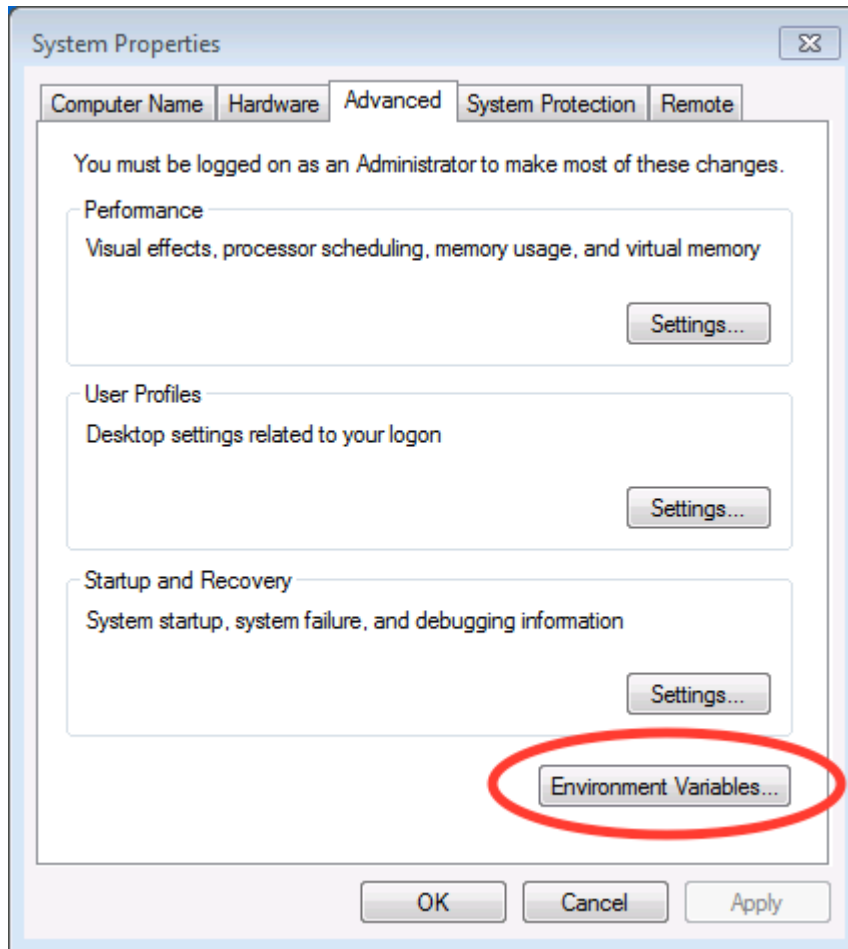 System Properties
Computer Name Hardware Advanced System Protection Remote
You must be logged on as an Administrator to make most of these changes.
Performance
Visual effects, processor scheduling, memory usage, and virtual memory
Settings...
User Profiles
Desktop settings related to your logon
Settings...
Startup and Recovery
System startup, system failure, and debugging information
Settings...
Environment Variables...
OK Cancel Apply